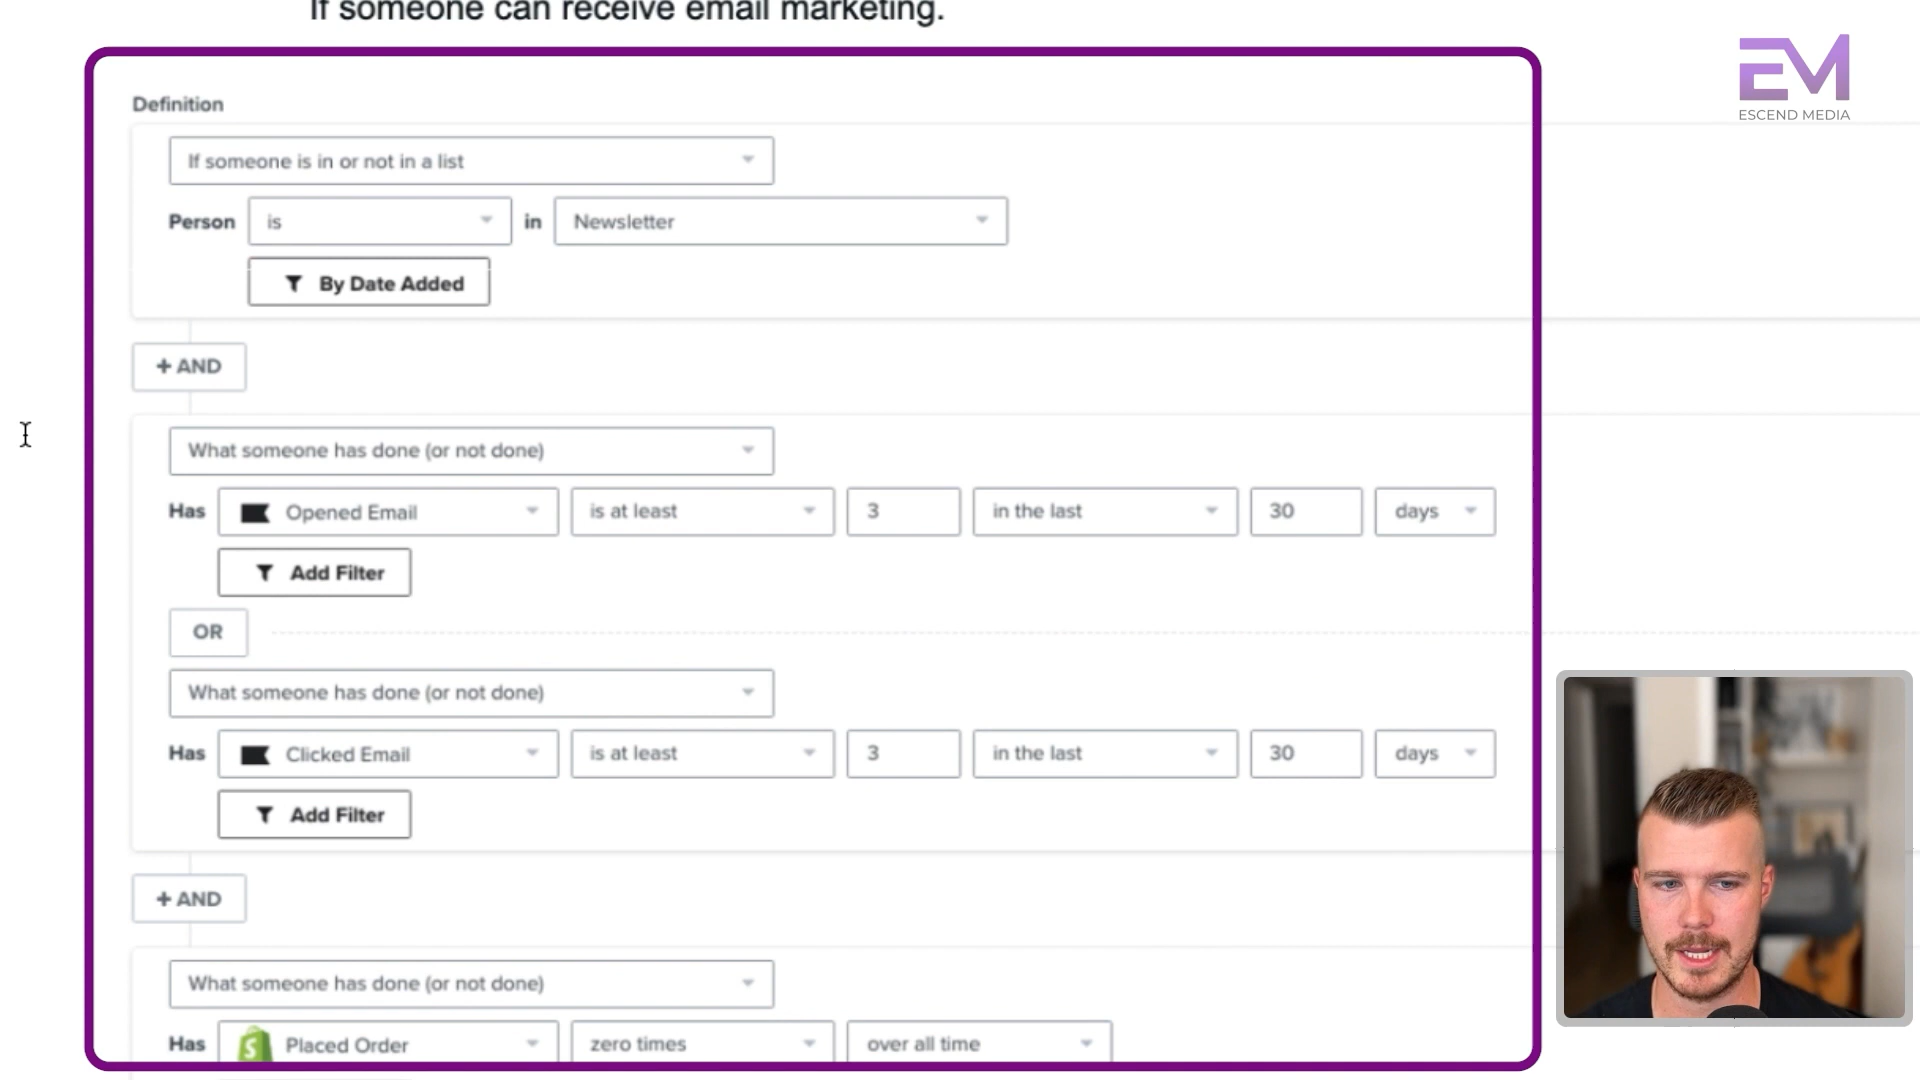 If someone can receive email marketing.
EM
ESCEND MEDIA
Definition
If someone is in or not in a list
Person is in Newsletter
By Date Added
+ AND
What someone has done (or not done)
Has Opened Email is at least 3 in the last 30 days
Add Filter
OR
What someone has done (or not done)
Has Clicked Email is at least 3 in the last 30 days
Add Filter
+ AND
What someone has done (or not done)
Has Placed Order zero times over all time